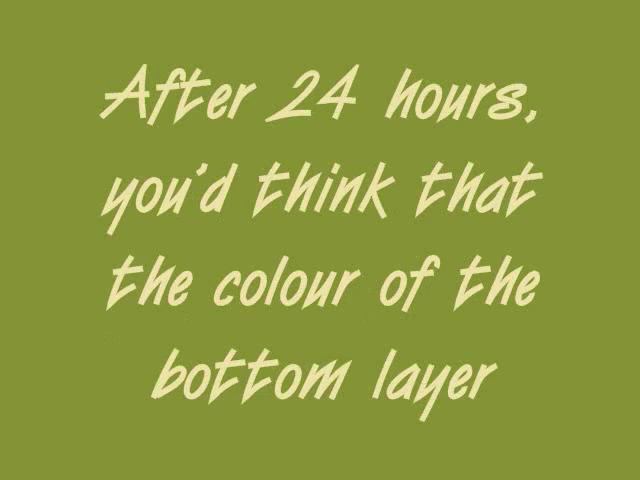 After 24 hours,
you'd think that
the colour of the
bottom layer